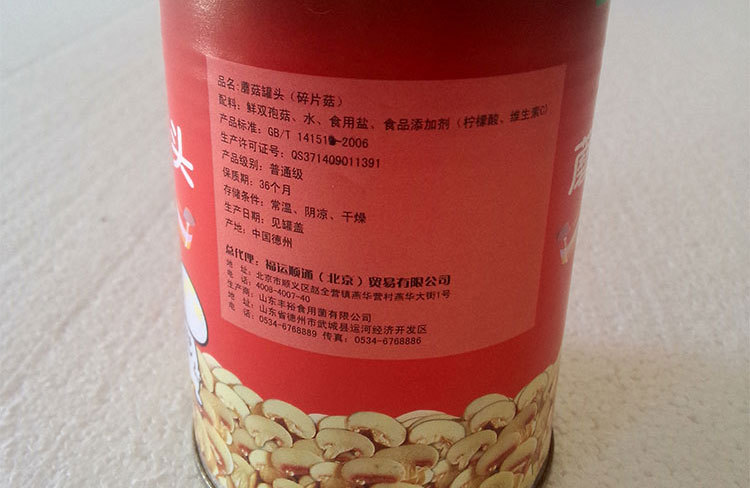 品名：蘑菇罐头（碎片菇）
配料：鲜双孢菇、水、食用盐、食品添加剂（柠檬酸、维生素C）
产品标准：GB/T 14151-2006
生产许可证号：QS371409011391
产品级别：普通级
保质期：36个月
存储条件：常温、阴凉、干燥
生产日期：见罐盖
产地：中国德州
总代理：福运顺通（北京）贸易有限公司
地 址：北京市顺义区赵全营镇燕华营村燕华大街1号
电 话：4008-4007-40
生产商：山东丰裕食用菌有限公司
地 址：山东省德州市武城县运河经济开发区
电 话：0534-6768889 传真：0534-6768886
头
蘑